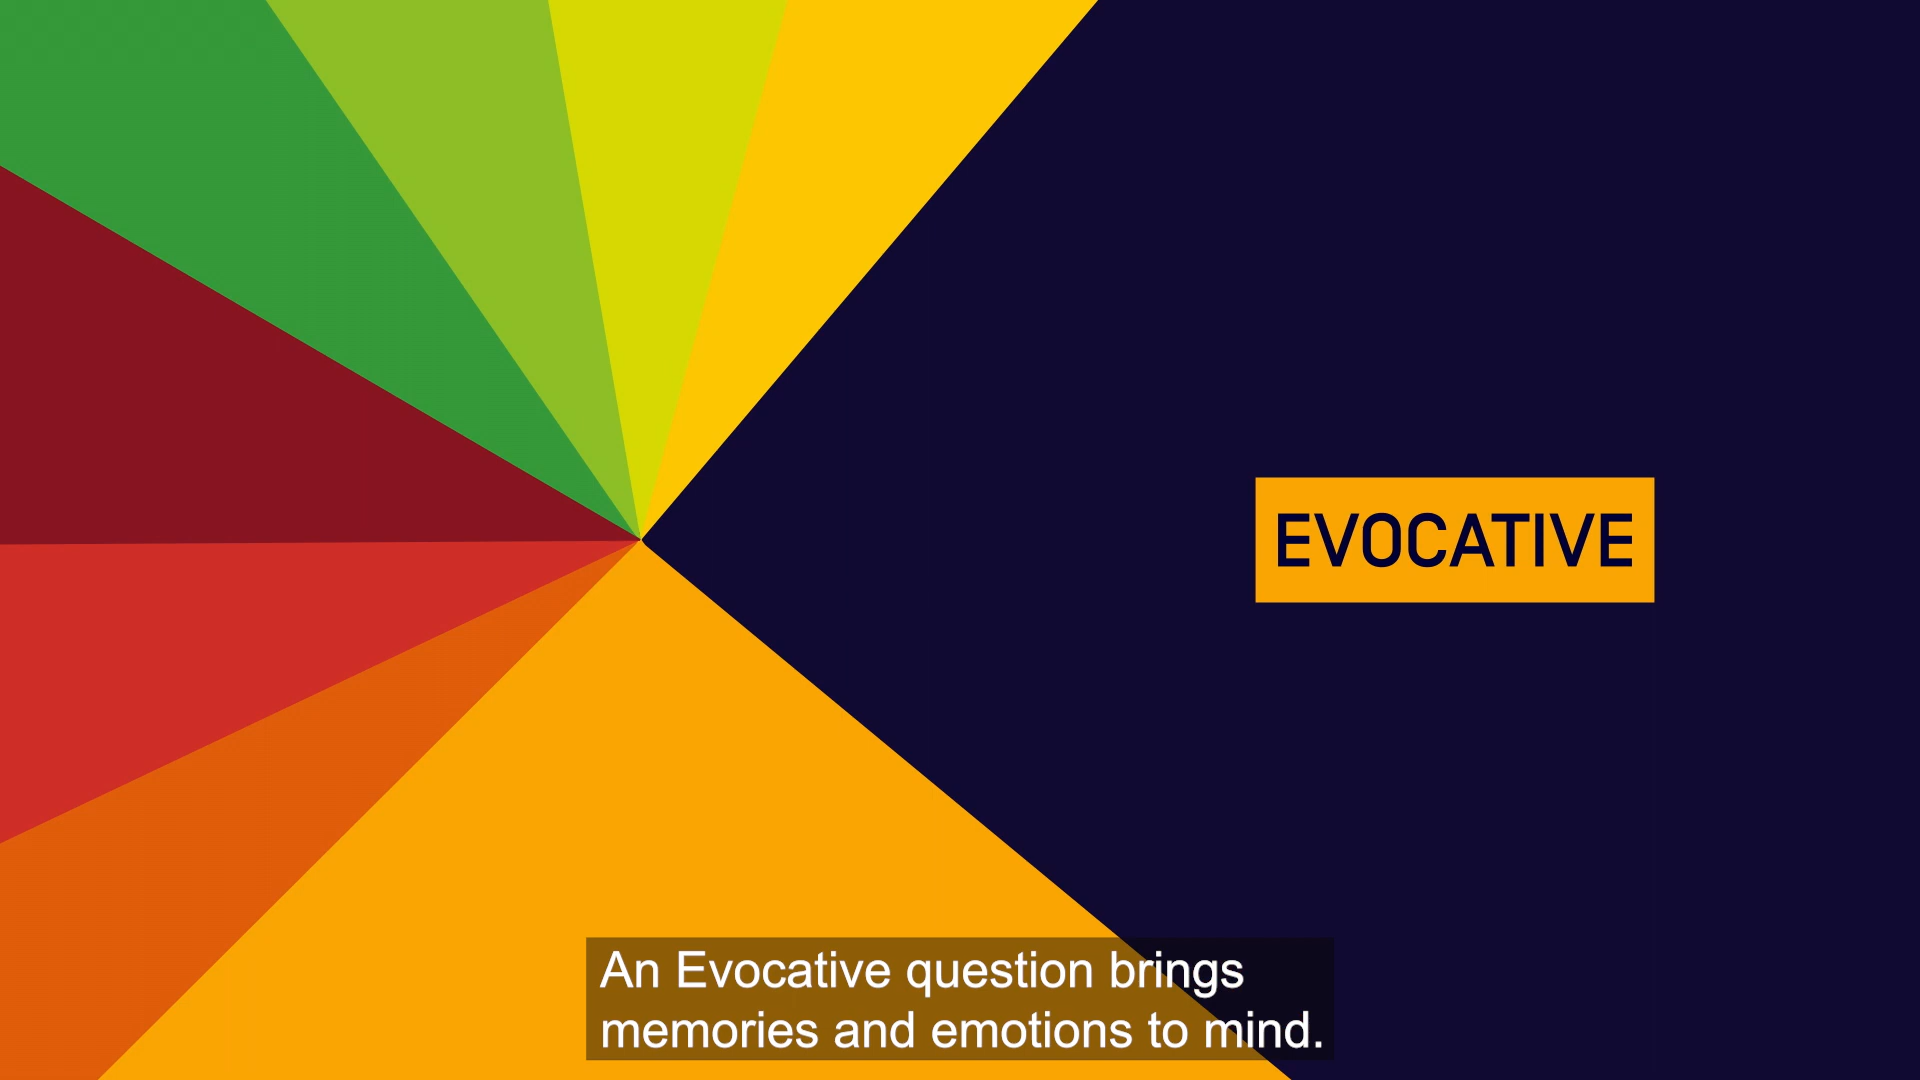 EVOCATIVE
An Evocative question brings
memories and emotions to mind.